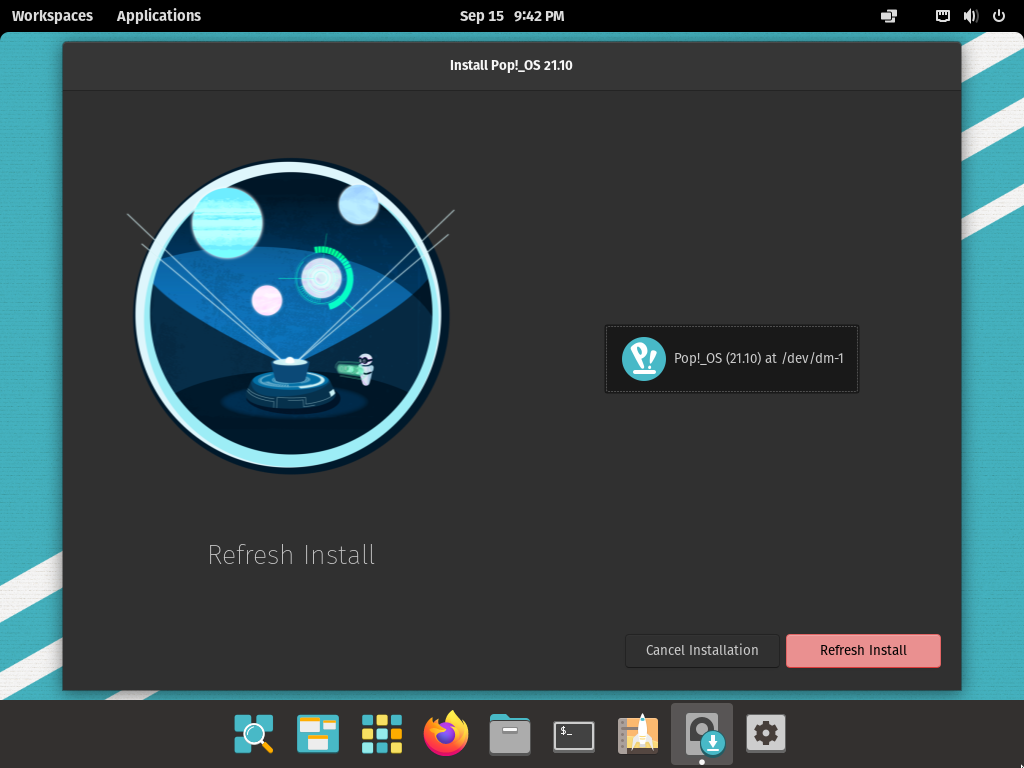 Workspaces Applications Sep 15 9:42 PM
Install Pop!_OS 21.10
Pop!_OS (21.10) at /dev/dm-1
Refresh Install
Cancel Installation Refresh Install
$_